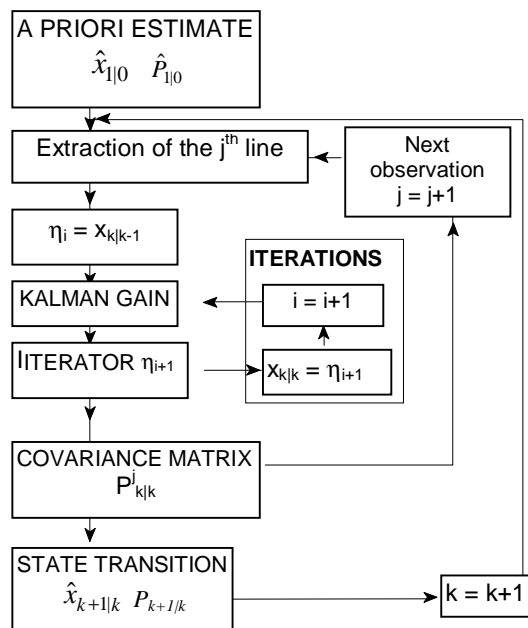 A PRIORI ESTIMATE
x̂1|0 P̂1|0
Extraction of the jth line
Next
observation
j = j+1
ηi = xk|k-1
ITERATIONS
KALMAN GAIN
i = i+1
IITERATOR ηi+1
xk|k = ηi+1
COVARIANCE MATRIX
Pjk|k
STATE TRANSITION
x̂k+1|k Pk+1/k
k = k+1